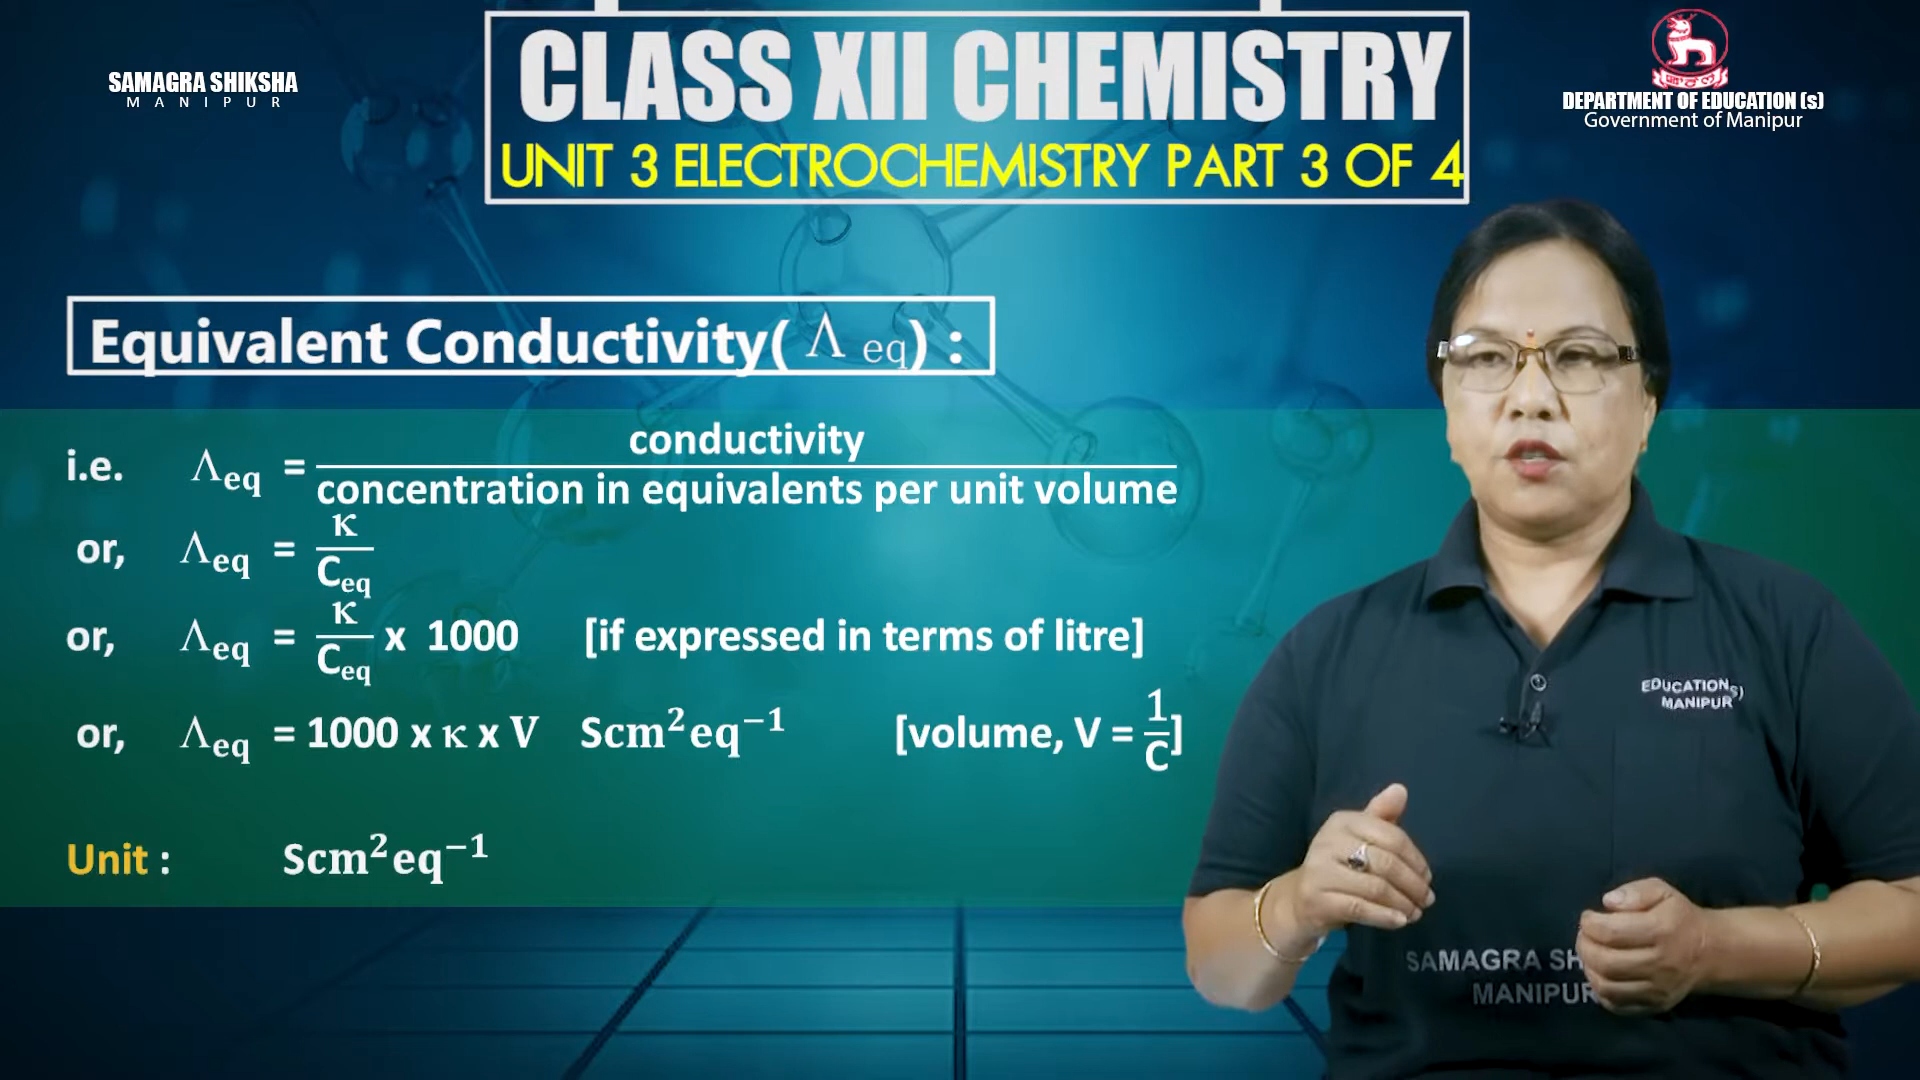 SAMAGRA SHIKSHA
MANIPUR
CLASS XII CHEMISTRY
UNIT 3 ELECTROCHEMISTRY PART 3 OF 4
DEPARTMENT OF EDUCATION (s)
Government of Manipur
Equivalent Conductivity( Λ eq) :
i.e. Λeq = conductivity / concentration in equivalents per unit volume
or, Λeq = κ / Ceq
or, Λeq = κ / Ceq x 1000 [if expressed in terms of litre]
or, Λeq = 1000 x κ x V Scm²eq⁻¹ [volume, V = 1/C]
Unit : Scm²eq⁻¹
EDUCATION(S)
MANIPUR
SAMAGRA SH
MANIPUR